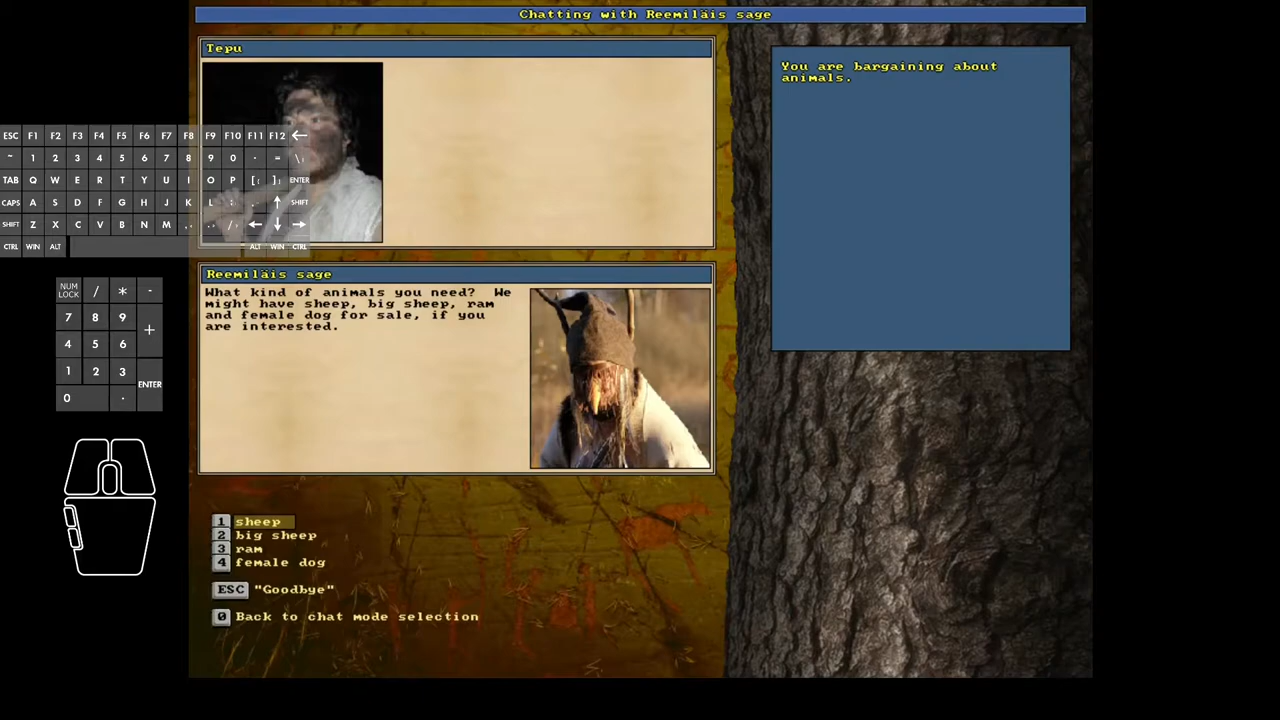 Chatting with Reemiläis sage
Tepu
You are bargaining about
animals.
ESC F1 F2 F3 F4 F5 F6 F7 F8 F9 F10 F11 F12 ←
~ 1 2 3 4 5 6 7 8 9 0 - = \
TAB Q W E R T Y U I O P [ ] ENTER
CAPS A S D F G H J K L ↑ SHIFT
SHIFT Z X C V B N M / ← ↓ →
CTRL WIN ALT ALT WIN CTRL
Reemiläis sage
What kind of animals you need? We
might have sheep, big sheep, ram
and female dog for sale, if you
are interested.
NUM LOCK / * -
7 8 9 +
4 5 6
1 2 3 ENTER
0 .
1 sheep
2 big sheep
3 ram
4 female dog
ESC "Goodbye"
0 Back to chat mode selection